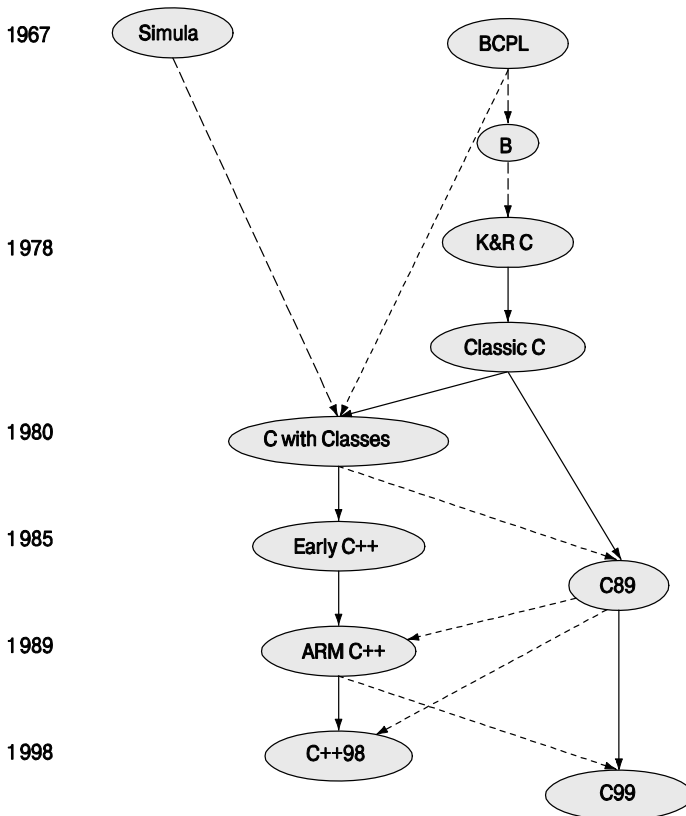 1967
Simula
BCPL
B
1978
K&R C
Classic C
1980
C with Classes
1985
Early C++
C89
1989
ARM C++
1998
C++98
C99